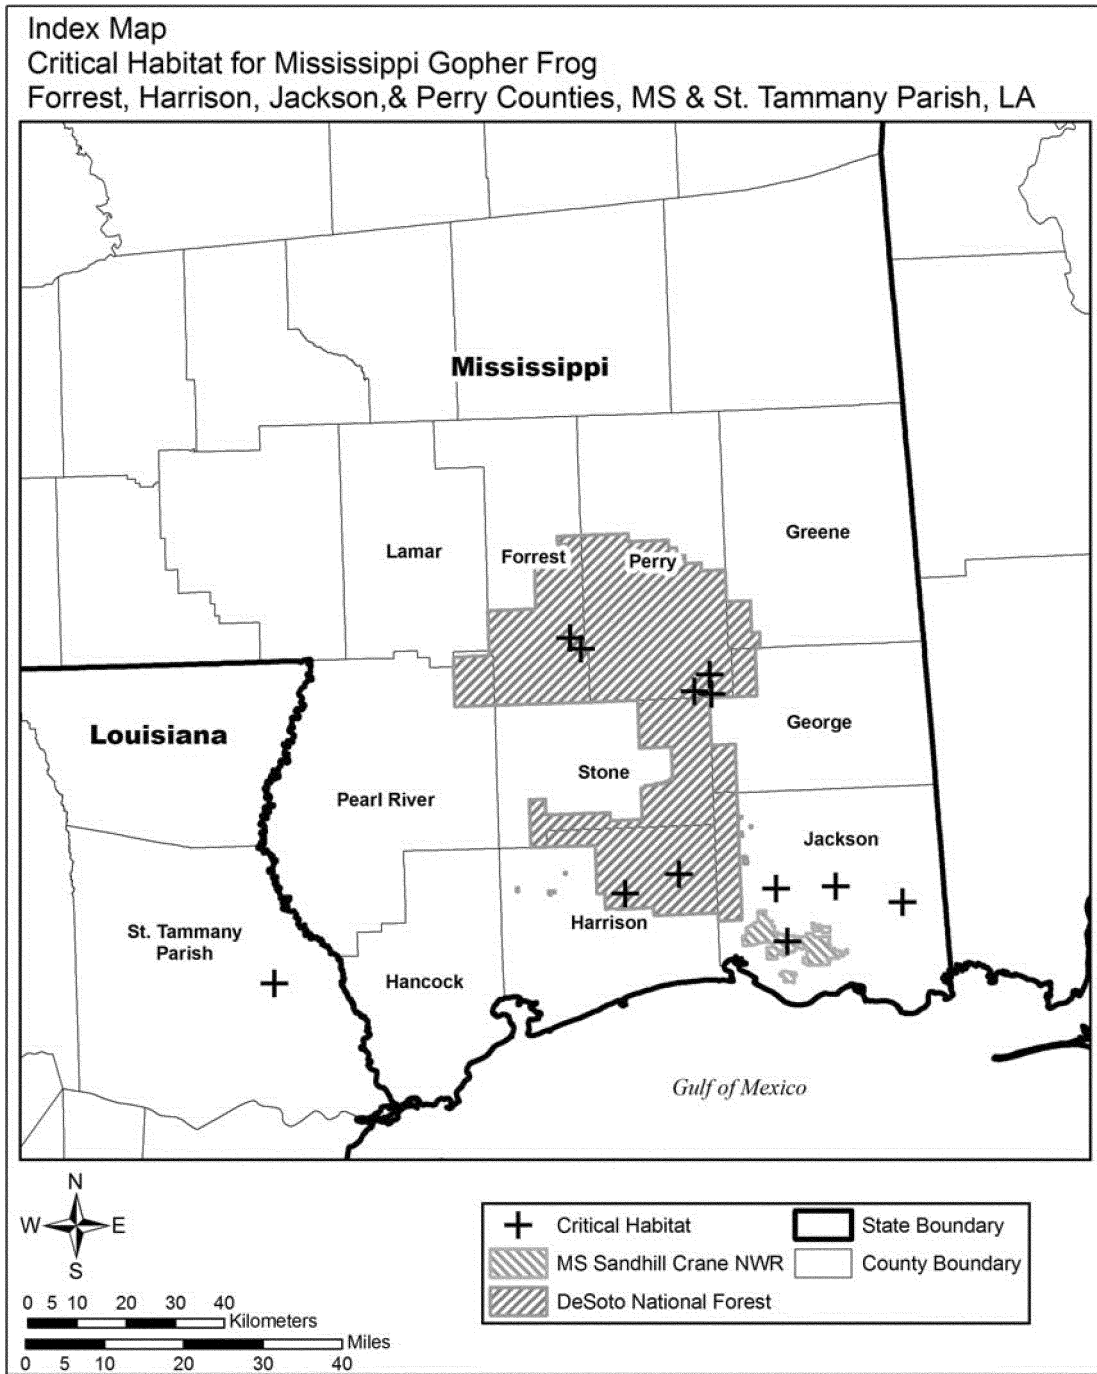 Index Map
Critical Habitat for Mississippi Gopher Frog
Forrest, Harrison, Jackson,& Perry Counties, MS & St. Tammany Parish, LA
Mississippi
Greene
Lamar
Forrest
Perry
George
Louisiana
Stone
Pearl River
Jackson
Harrison
St. Tammany
Parish
Hancock
Gulf of Mexico
N
W E
S
Critical Habitat
State Boundary
MS Sandhill Crane NWR
County Boundary
DeSoto National Forest
0 5 10 20 30 40
Kilometers
Miles
0 5 10 20 30 40